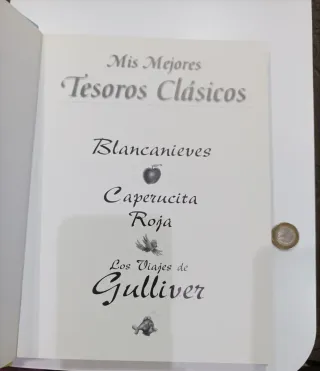 Mis Mejores
Tesoros Clásicos
Blancanieves
Caperucita
Roja
Los Viajes de
Gulliver